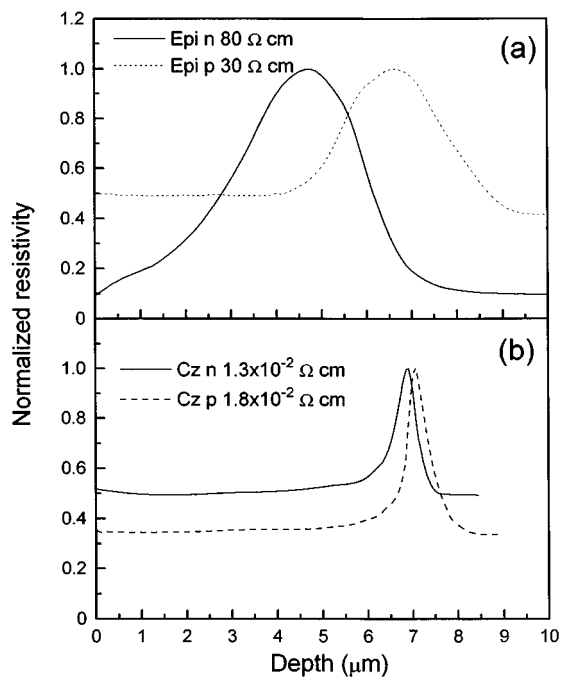 Normalized resistivity
1.0
0.8
0.6
0.4
0.2
0
Epi n 80 Ω cm
Epi p 30 Ω cm
(a)
1.0
0.8
0.6
0.4
0.2
0
Cz n 1.3x10⁻² Ω cm
Cz p 1.8x10⁻² Ω cm
(b)
0 1 2 3 4 5 6 7 8 9 10
Depth (μm)